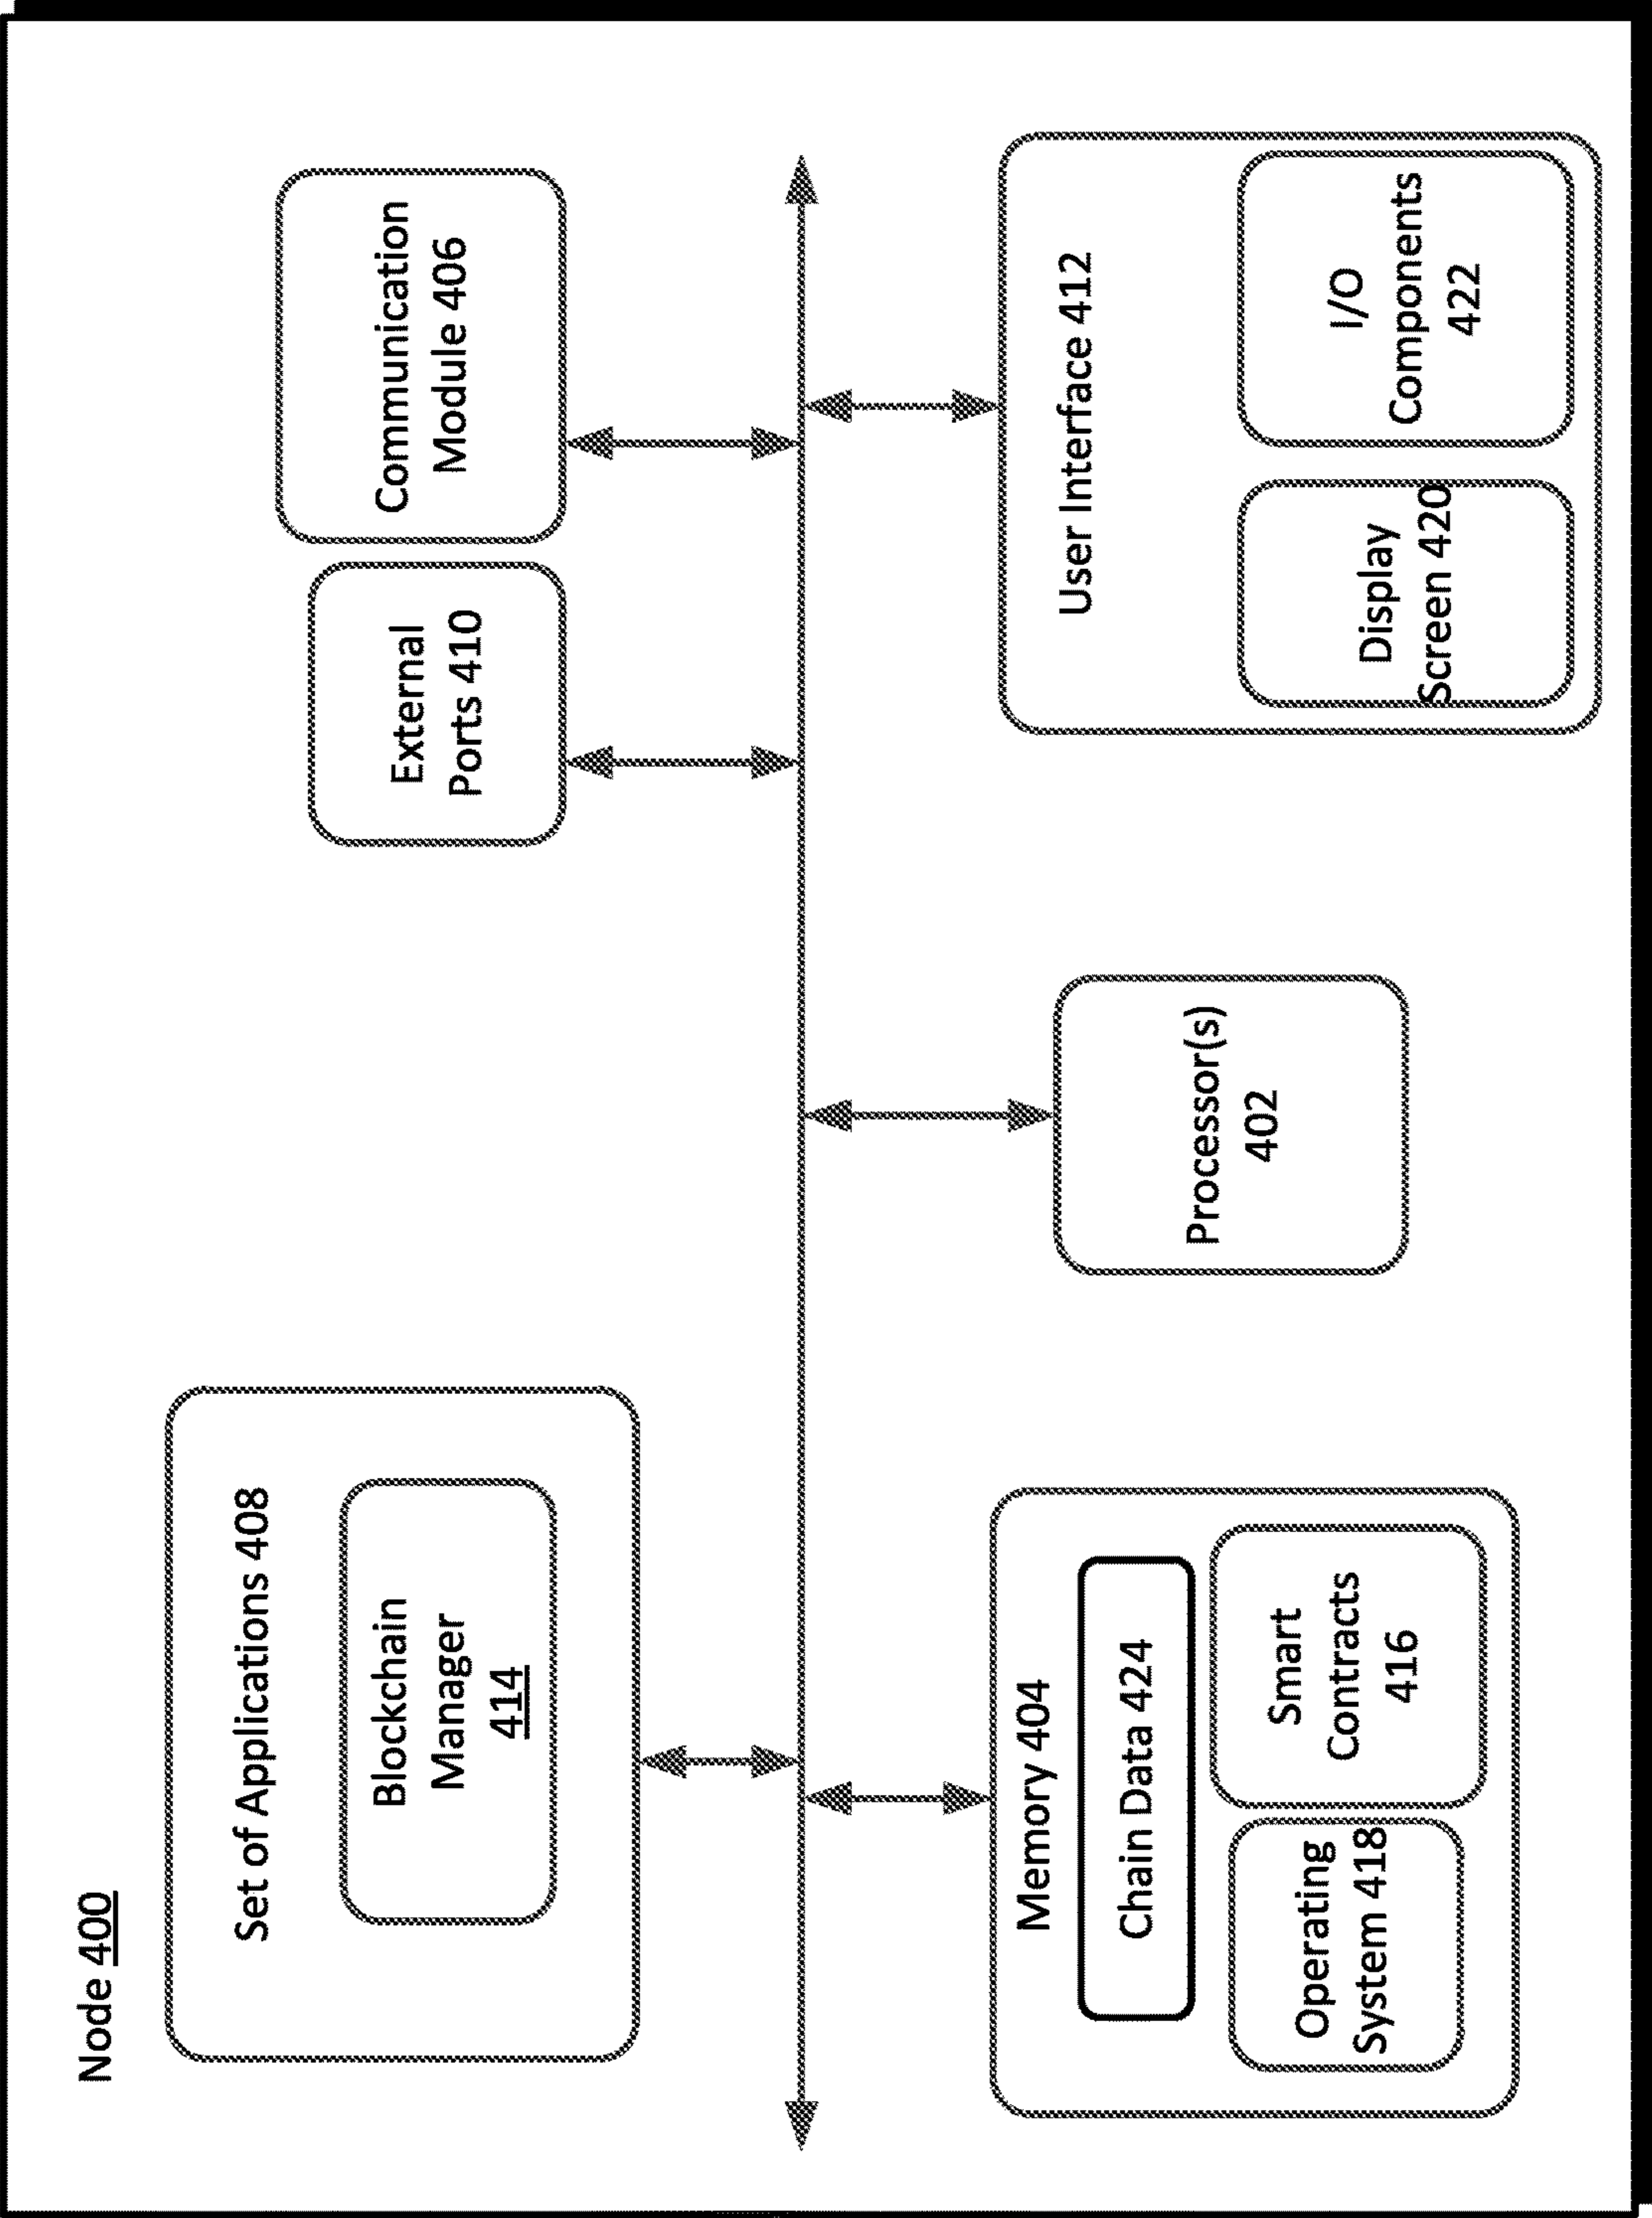 Node 400
Set of Applications 408
Blockchain
Manager
414
External
Ports 410
Communication
Module 406
Memory 404
Chain Data 424
Operating
System 418
Smart
Contracts
416
Processor(s)
402
User Interface 412
Display
Screen 420
I/O
Components
422